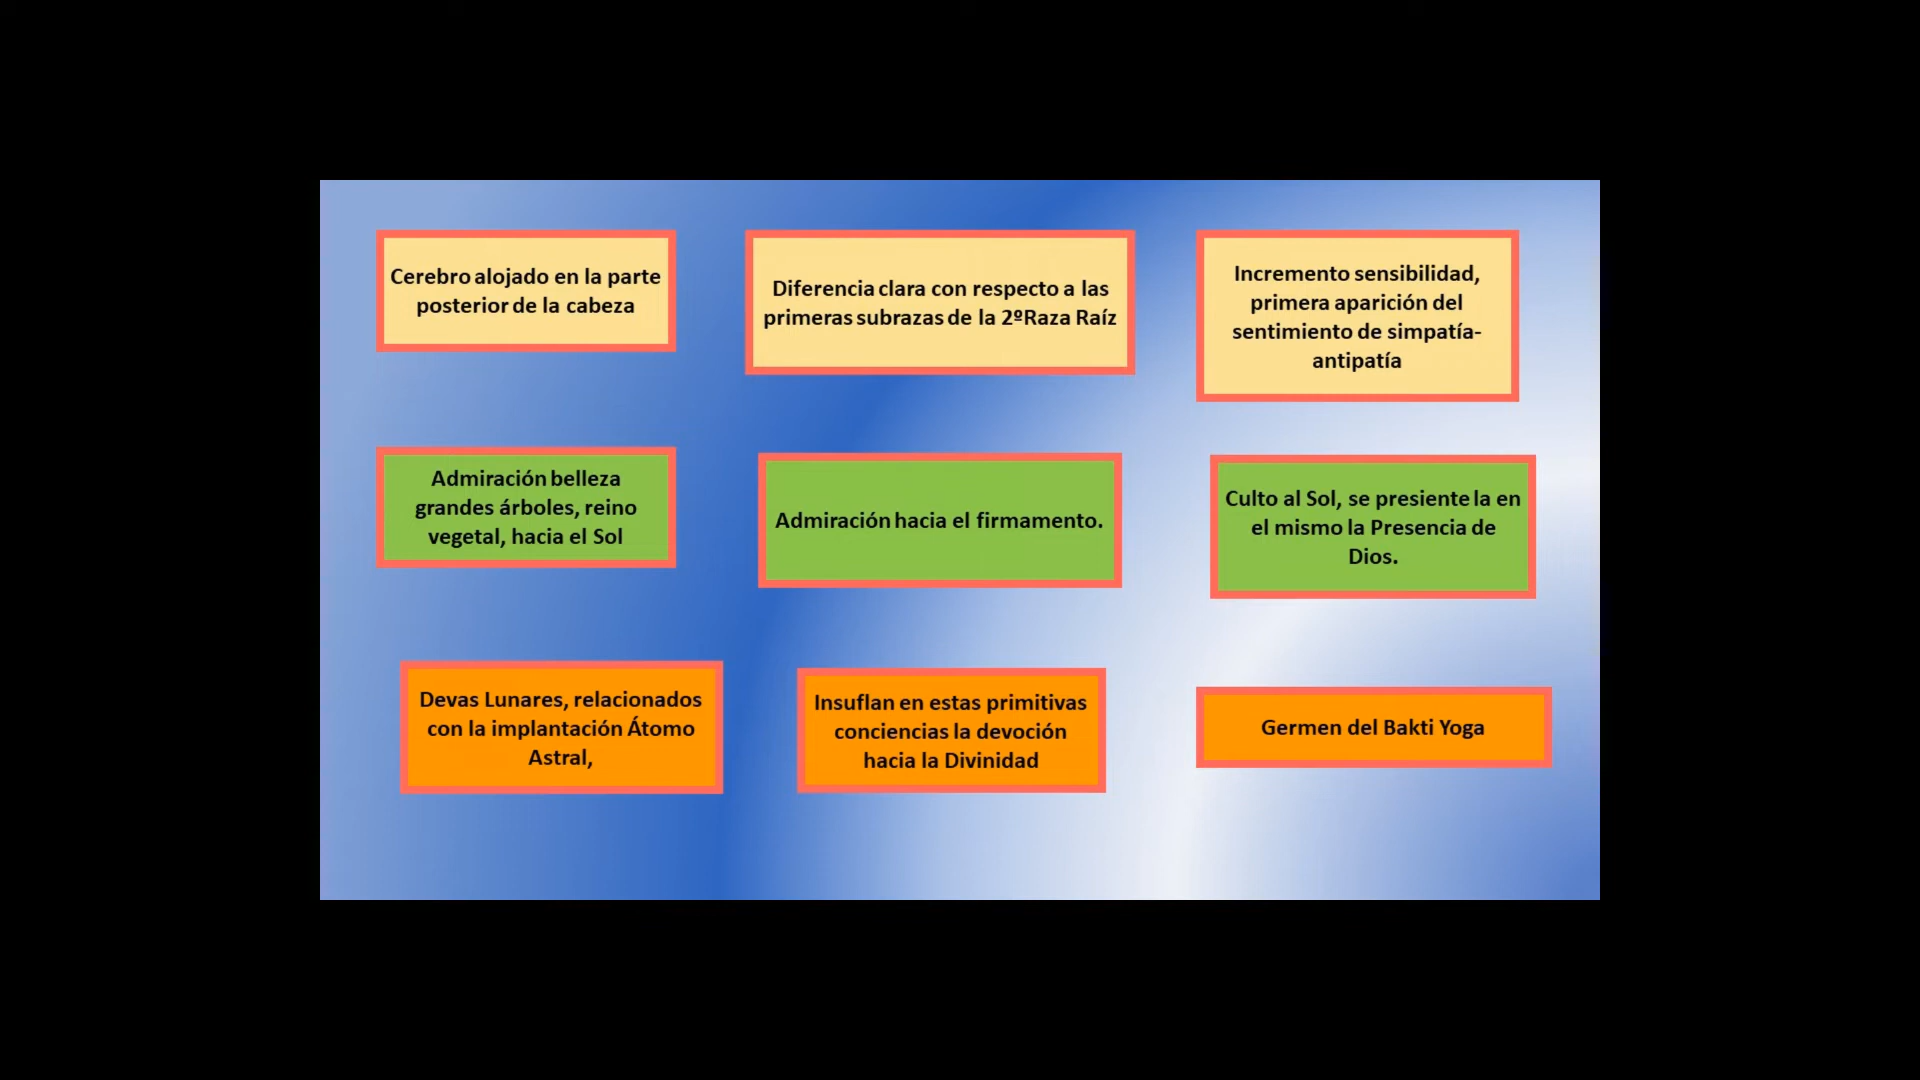 Cerebro alojado en la parte
posterior de la cabeza
Diferencia clara con respecto a las
primeras subrazas de la 2ºRaza Raíz
Incremento sensibilidad,
primera aparición del
sentimiento de simpatía-
antipatía
Admiración belleza
grandes árboles, reino
vegetal, hacia el Sol
Admiración hacia el firmamento.
Culto al Sol, se presiente la en
el mismo la Presencia de
Dios.
Devas Lunares, relacionados
con la implantación Átomo
Astral,
Insuflan en estas primitivas
conciencias la devoción
hacia la Divinidad
Germen del Bakti Yoga